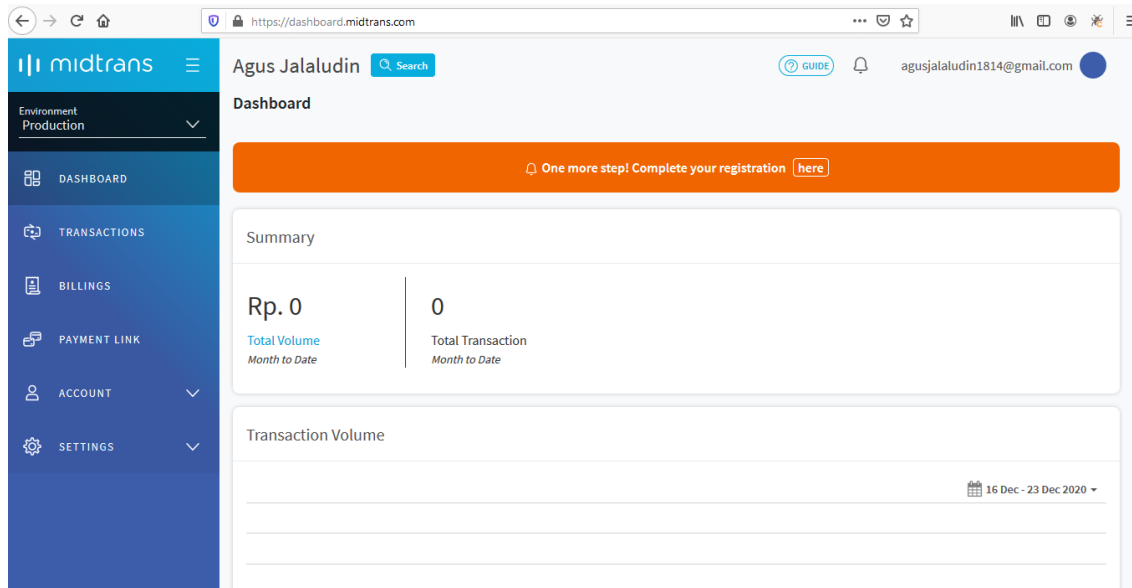 https://dashboard.midtrans.com
midtrans
Agus Jalaludin
Search
GUIDE
agusjalaludin1814@gmail.com
Environment
Production
Dashboard
One more step! Complete your registration here
DASHBOARD
TRANSACTIONS
BILLINGS
PAYMENT LINK
ACCOUNT
SETTINGS
Summary
Rp. 0
Total Volume
Month to Date
0
Total Transaction
Month to Date
Transaction Volume
16 Dec - 23 Dec 2020